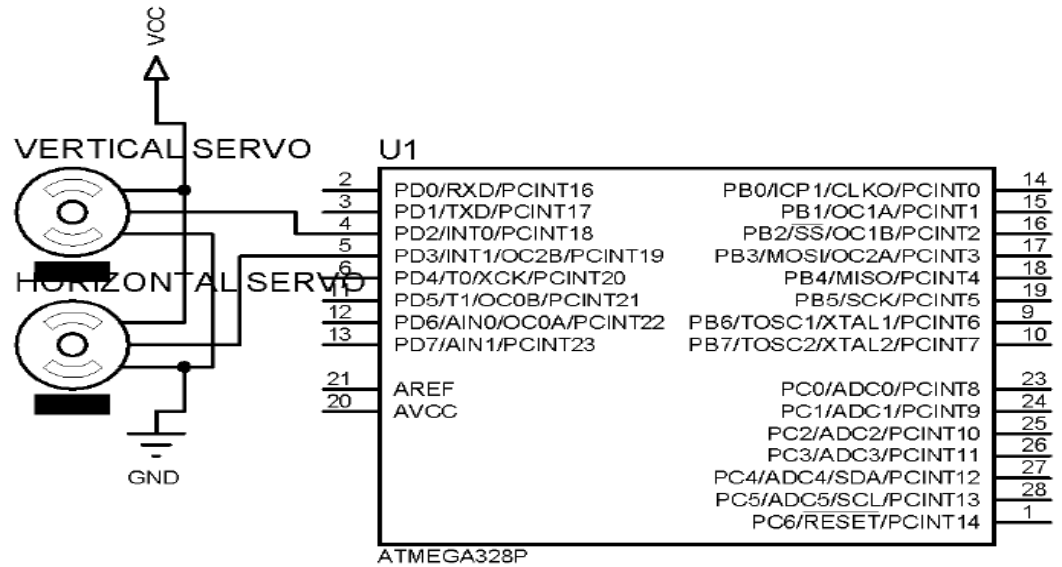 VCC
VERTICAL SERVO
HORIZONTAL SERVO
GND
U1
2 PD0/RXD/PCINT16
3 PD1/TXD/PCINT17
4 PD2/INT0/PCINT18
5 PD3/INT1/OC2B/PCINT19
6 PD4/T0/XCK/PCINT20
11 PD5/T1/OC0B/PCINT21
12 PD6/AIN0/OC0A/PCINT22
13 PD7/AIN1/PCINT23
21 AREF
20 AVCC
PB0/ICP1/CLKO/PCINT0 14
PB1/OC1A/PCINT1 15
PB2/SS/OC1B/PCINT2 16
PB3/MOSI/OC2A/PCINT3 17
PB4/MISO/PCINT4 18
PB5/SCK/PCINT5 19
PB6/TOSC1/XTAL1/PCINT6 9
PB7/TOSC2/XTAL2/PCINT7 10
PC0/ADC0/PCINT8 23
PC1/ADC1/PCINT9 24
PC2/ADC2/PCINT10 25
PC3/ADC3/PCINT11 26
PC4/ADC4/SDA/PCINT12 27
PC5/ADC5/SCL/PCINT13 28
PC6/RESET/PCINT14 1
ATMEGA328P